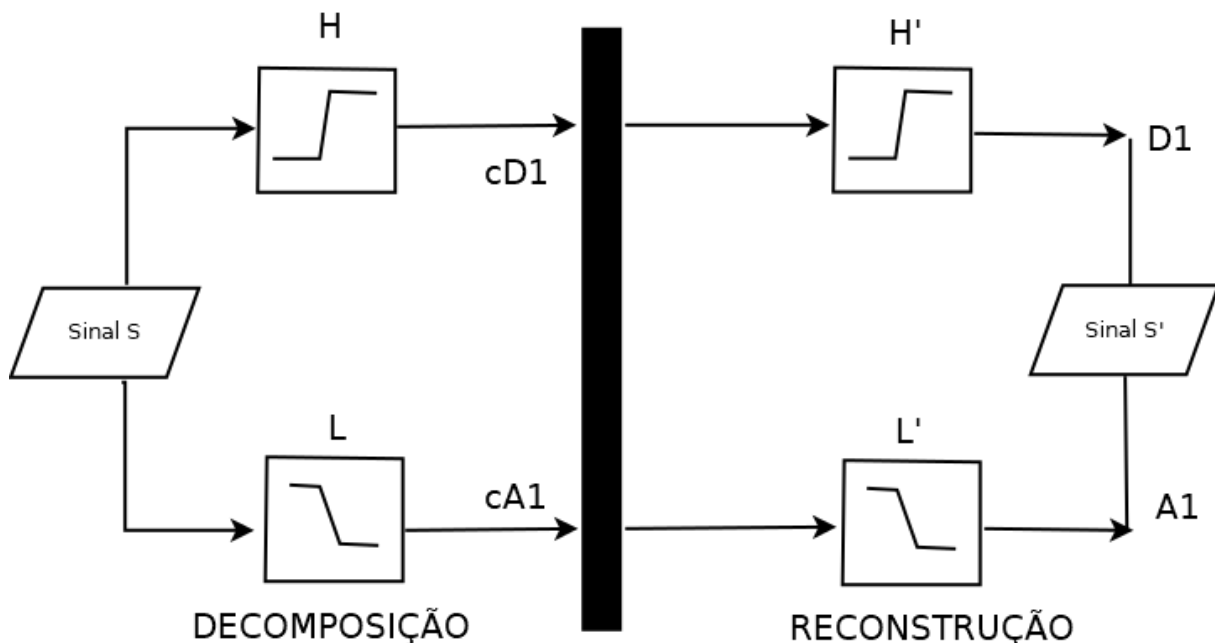 H
H'
cD1
D1
Sinal S
Sinal S'
L
L'
cA1
A1
DECOMPOSIÇÃO
RECONSTRUÇÃO